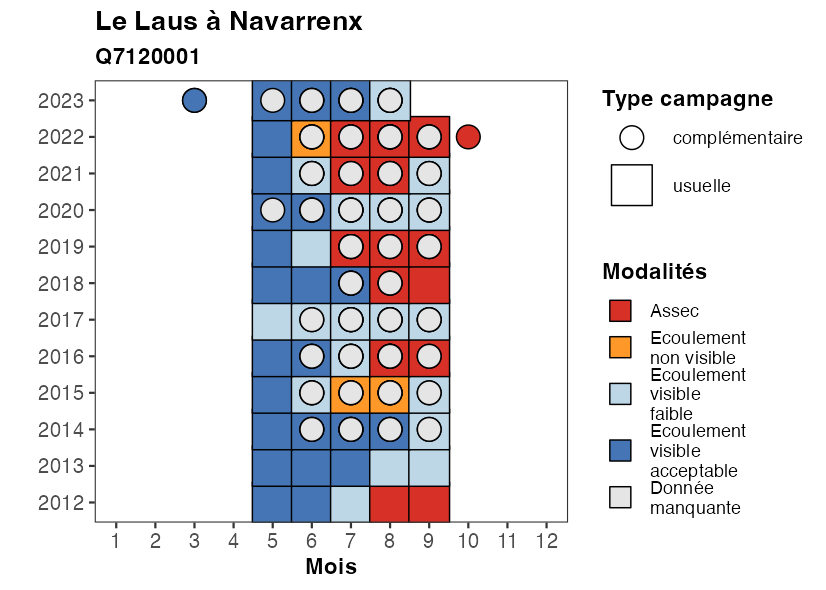 Le Laus à Navarrenx
Q7120001
2023
2022
2021
2020
2019
2018
2017
2016
2015
2014
2013
2012
1 2 3 4 5 6 7 8 9 10 11 12
Mois
Type campagne
complémentaire
usuelle
Modalités
Assec
Ecoulement
non visible
Ecoulement
visible
faible
Ecoulement
visible
acceptable
Donnée
manquante